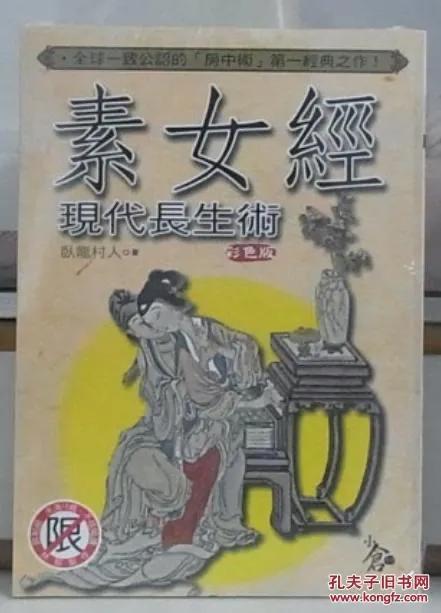 ·全球一致公認的「房中術」第一經典之作！
素女經
現代長生術
臥龍村人◎著
彩色版
限
小倉
孔夫子旧书网
KONGFZ.COM